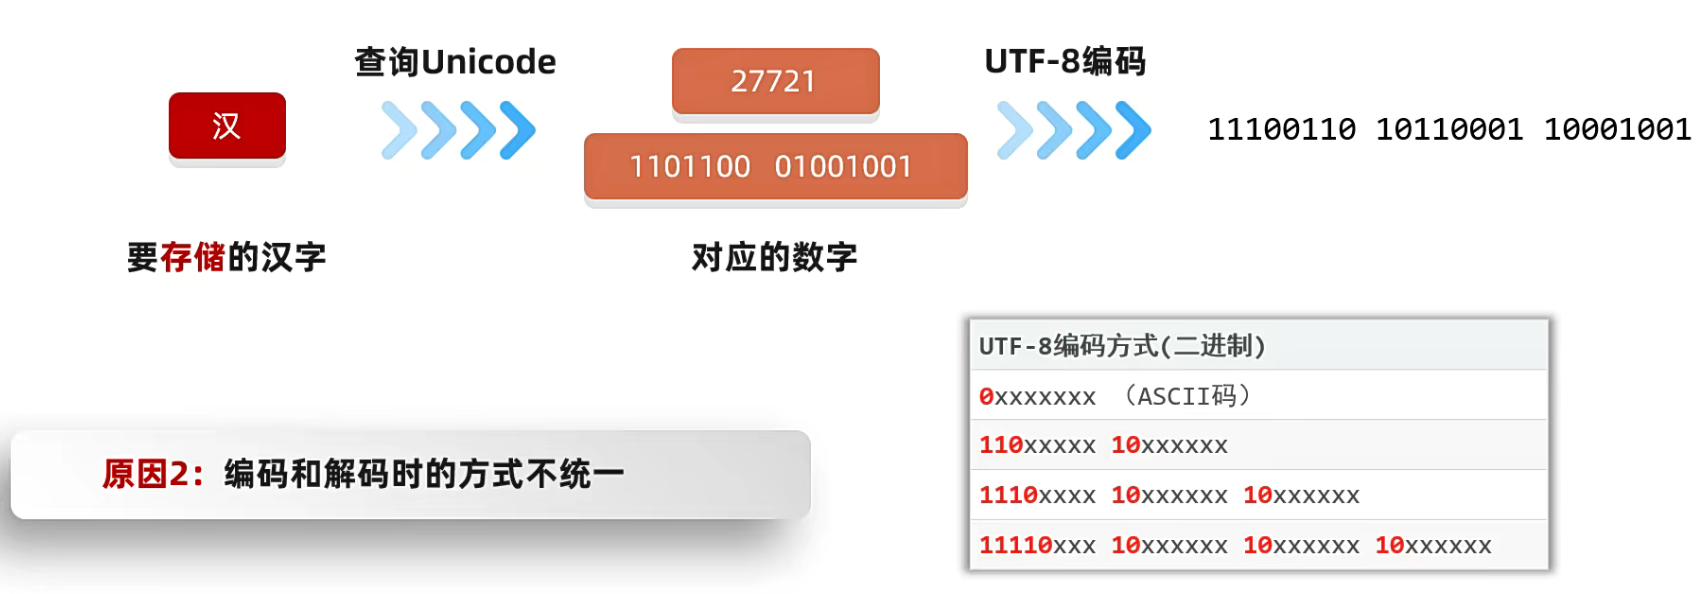 查询Unicode
UTF-8编码
汉
27721
1101100 01001001
11100110 10110001 10001001
要存储的汉字
对应的数字
原因2：编码和解码时的方式不统一
UTF-8编码方式(二进制)
0xxxxxxx （ASCII码）
110xxxxx 10xxxxxx
1110xxxx 10xxxxxx 10xxxxxx
11110xxx 10xxxxxx 10xxxxxx 10xxxxxx